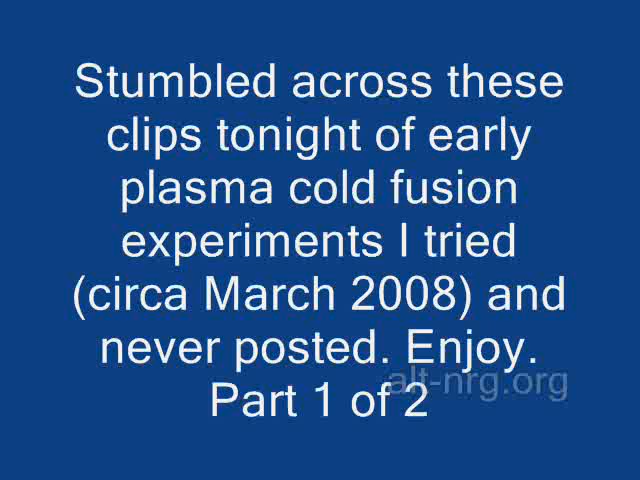 Stumbled across these
clips tonight of early
plasma cold fusion
experiments I tried
(circa March 2008) and
never posted. Enjoy.
Part 1 of 2
alt-nrg.org